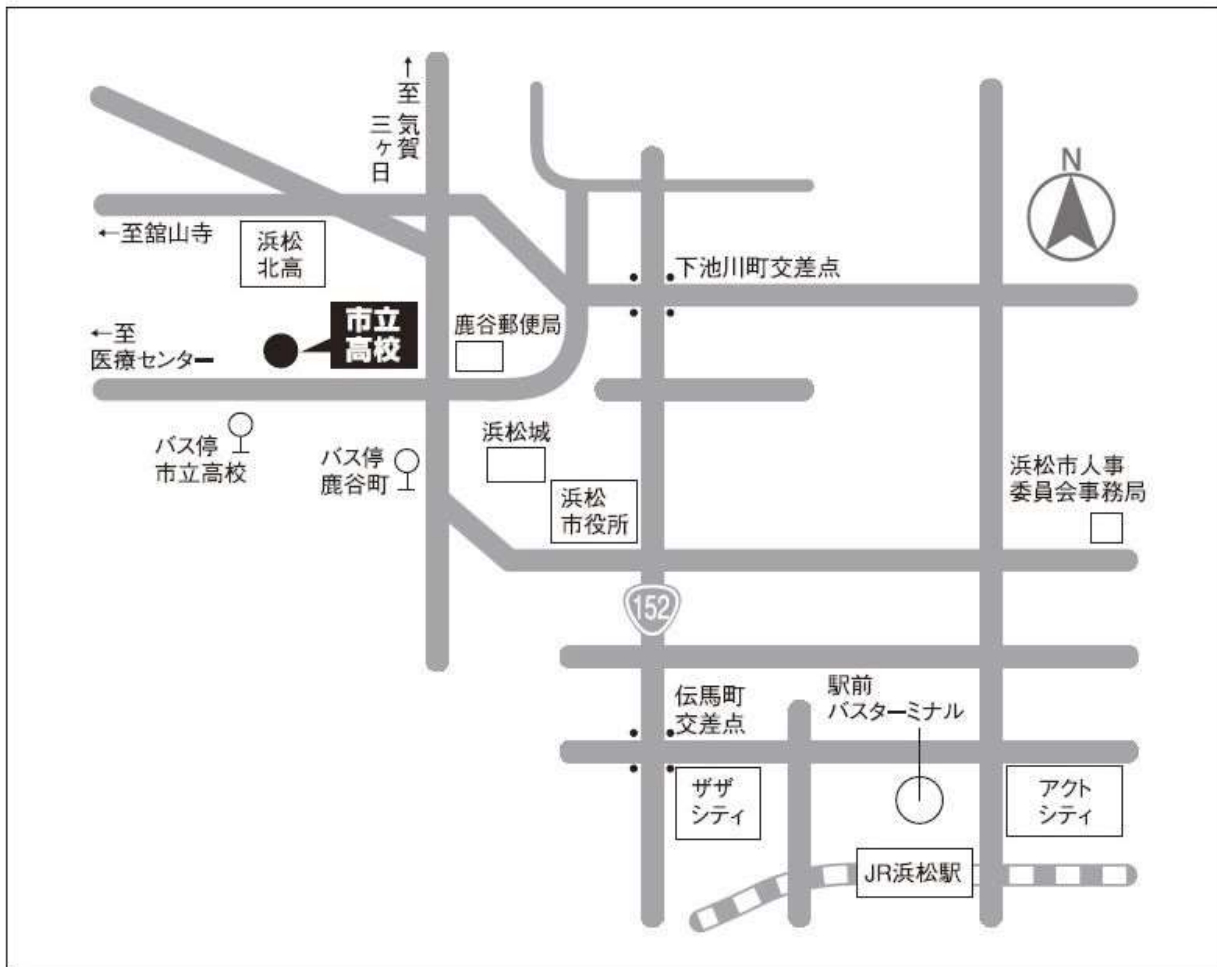 ↑至 気賀
三ヶ日
N
←至舘山寺
浜松
北高
下池川町交差点
市立
高校
鹿谷郵便局
←至
医療センター
バス停
市立高校
バス停
鹿谷町
浜松城
浜松
市役所
浜松市人事
委員会事務局
152
伝馬町
交差点
駅前
バスターミナル
ザザ
シティ
アクト
シティ
JR浜松駅